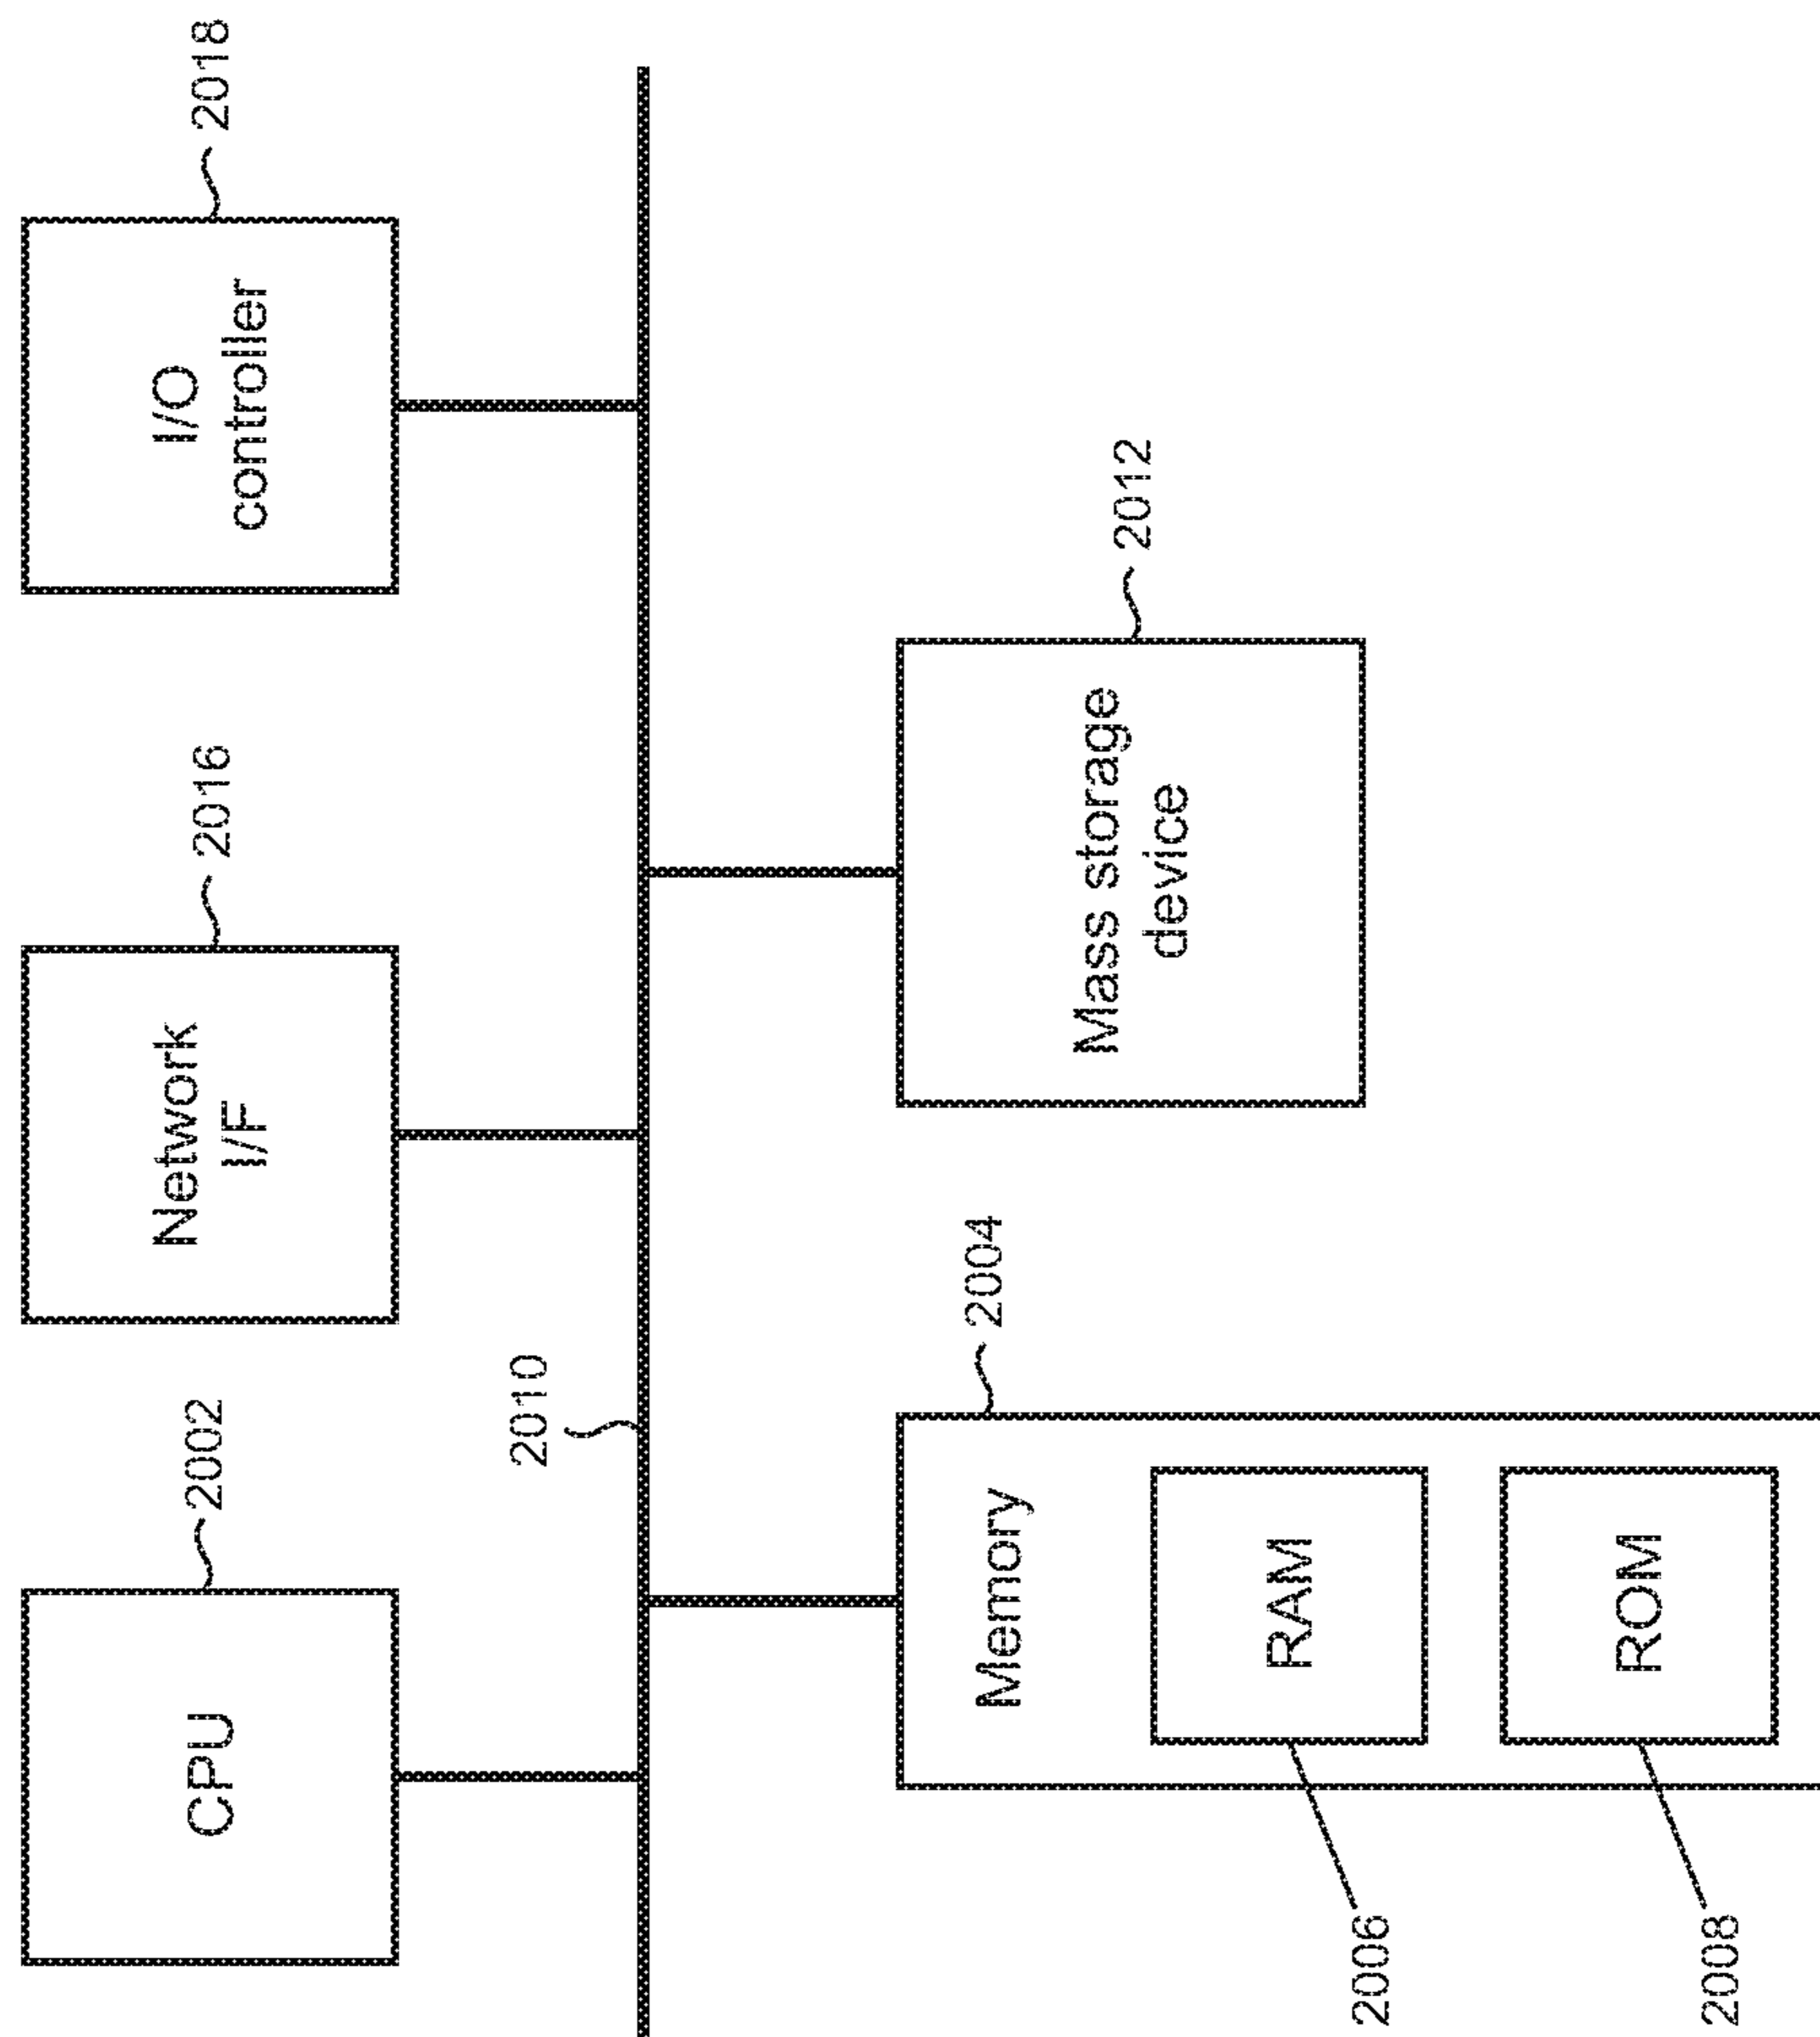 CPU
2002
Network
I/F
2016
I/O
controller
2018
2010
Memory
2004
RAM
2006
ROM
2008
Mass storage
device
2012